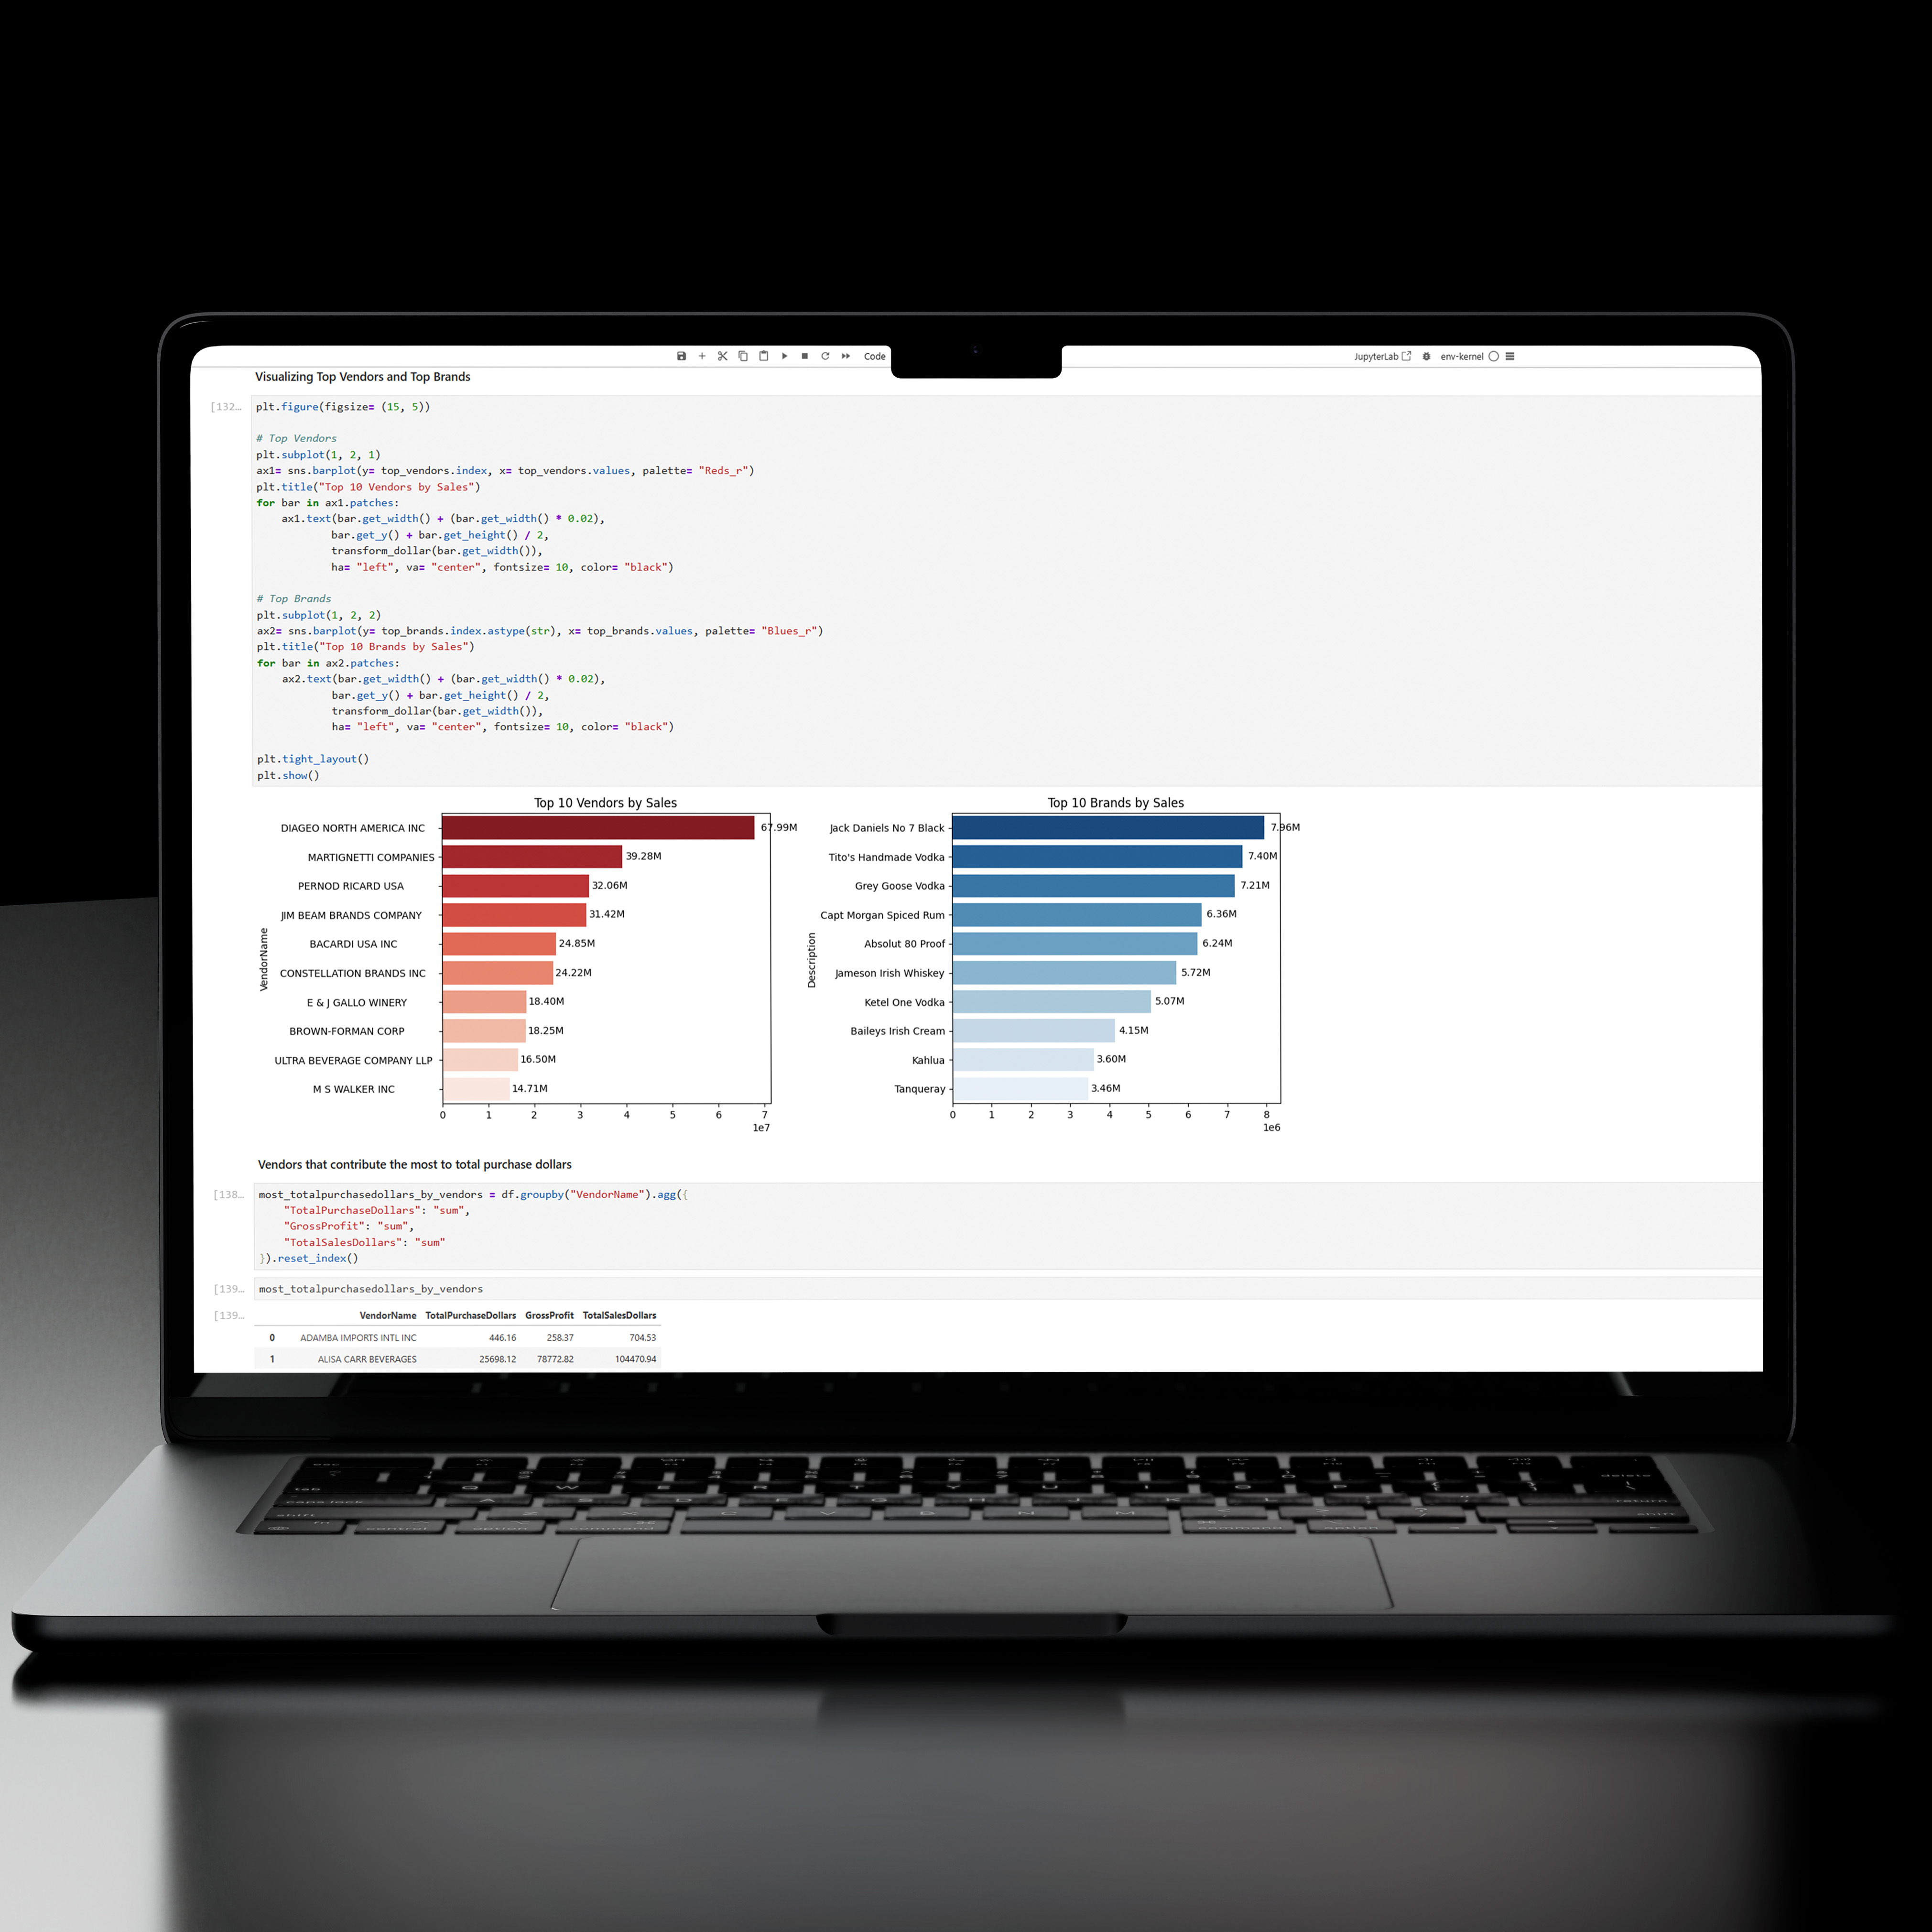 Code
JupyterLab env-kernel
Visualizing Top Vendors and Top Brands
[132…
plt.figure(figsize= (15, 5))
# Top Vendors
plt.subplot(1, 2, 1)
ax1= sns.barplot(y= top_vendors.index, x= top_vendors.values, palette= "Reds_r")
plt.title("Top 10 Vendors by Sales")
for bar in ax1.patches:
    ax1.text(bar.get_width() + (bar.get_width() * 0.02),
            bar.get_y() + bar.get_height() / 2,
            transform_dollar(bar.get_width()),
            ha= "left", va= "center", fontsize= 10, color= "black")
# Top Brands
plt.subplot(1, 2, 2)
ax2= sns.barplot(y= top_brands.index.astype(str), x= top_brands.values, palette= "Blues_r")
plt.title("Top 10 Brands by Sales")
for bar in ax2.patches:
    ax2.text(bar.get_width() + (bar.get_width() * 0.02),
            bar.get_y() + bar.get_height() / 2,
            transform_dollar(bar.get_width()),
            ha= "left", va= "center", fontsize= 10, color= "black")
plt.tight_layout()
plt.show()
Top 10 Vendors by Sales
VendorName
DIAGEO NORTH AMERICA INC 67.99M
MARTIGNETTI COMPANIES 39.28M
PERNOD RICARD USA 32.06M
JIM BEAM BRANDS COMPANY 31.42M
BACARDI USA INC 24.85M
CONSTELLATION BRANDS INC 24.22M
E & J GALLO WINERY 18.40M
BROWN-FORMAN CORP 18.25M
ULTRA BEVERAGE COMPANY LLP 16.50M
M S WALKER INC 14.71M
0 1 2 3 4 5 6 7
1e7
Top 10 Brands by Sales
Description
Jack Daniels No 7 Black 7.96M
Tito's Handmade Vodka 7.40M
Grey Goose Vodka 7.21M
Capt Morgan Spiced Rum 6.36M
Absolut 80 Proof 6.24M
Jameson Irish Whiskey 5.72M
Ketel One Vodka 5.07M
Baileys Irish Cream 4.15M
Kahlua 3.60M
Tanqueray 3.46M
0 1 2 3 4 5 6 7 8
1e6
Vendors that contribute the most to total purchase dollars
[138…
most_totalpurchasedollars_by_vendors = df.groupby("VendorName").agg({
    "TotalPurchaseDollars": "sum",
    "GrossProfit": "sum",
    "TotalSalesDollars": "sum"
}).reset_index()
[139…
most_totalpurchasedollars_by_vendors
[139…
VendorName TotalPurchaseDollars GrossProfit TotalSalesDollars
0 ADAMBA IMPORTS INTL INC 446.16 258.37 704.53
1 ALISA CARR BEVERAGES 25698.12 78772.82 104470.94
delete
tab Q W E R T Y U I O P
caps lock A S D F G H J K L
return
shift Z X C V B N M
shift
fn control option command
command option